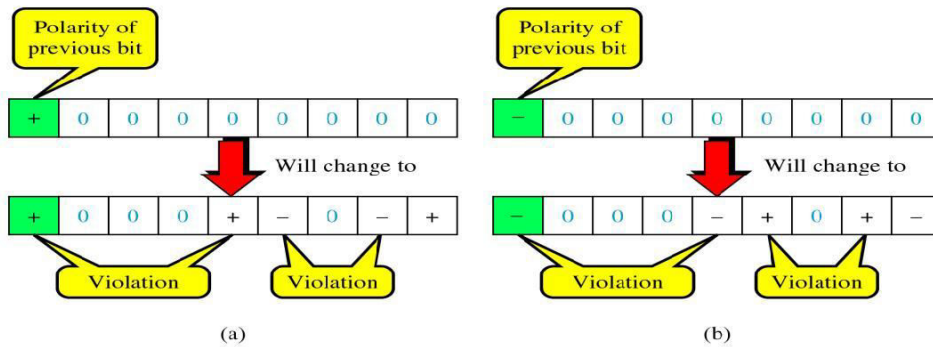 Polarity of
previous bit
+ 0 0 0 0 0 0 0 0
Will change to
+ 0 0 0 + − 0 − +
Violation
Violation
(a)
Polarity of
previous bit
− 0 0 0 0 0 0 0 0
Will change to
− 0 0 0 − + 0 + −
Violation
Violation
(b)